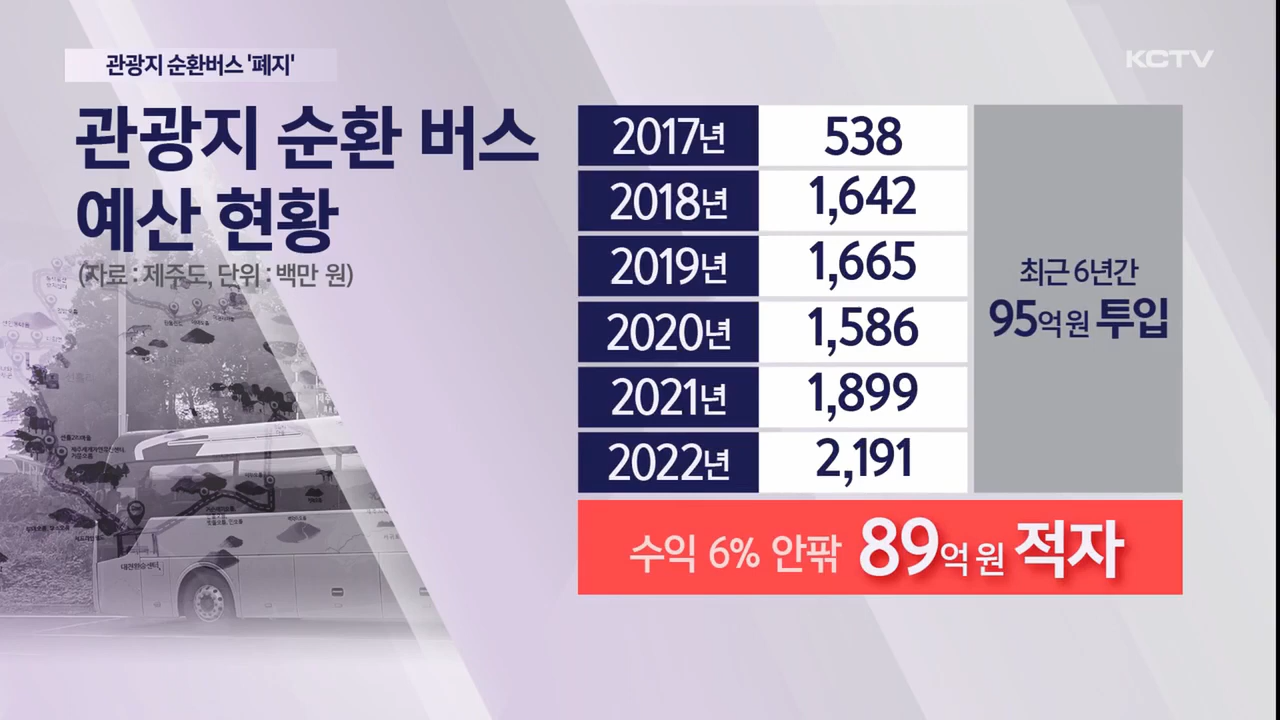 관광지 순환버스 '폐지'
KCTV
관광지 순환 버스
예산 현황
(자료 : 제주도, 단위 : 백만 원)
2017년 538
2018년 1,642
2019년 1,665
2020년 1,586
2021년 1,899
2022년 2,191
최근 6년간
95억 원 투입
수익 6% 안팎 89억 원 적자